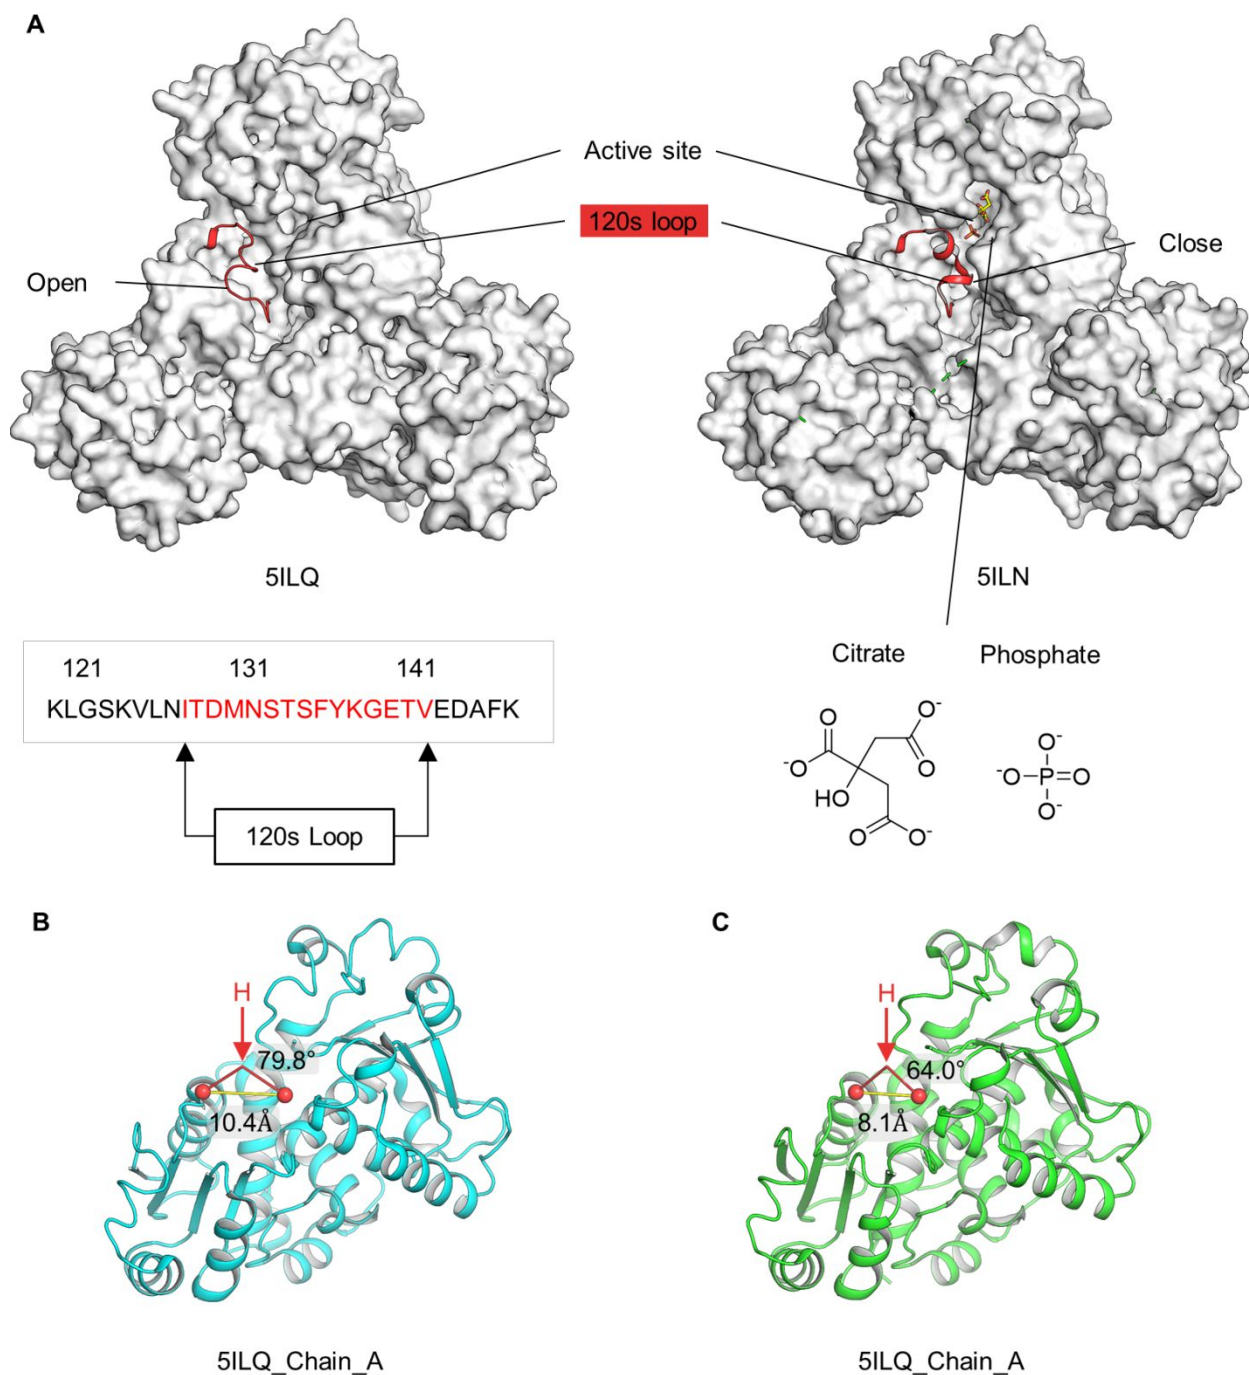 A
Active site
120s loop
Open
Close
5ILQ
5ILN
121 131 141
KLGSKVLNITDMNSTSFYKGETVEDAFK
120s Loop
Citrate Phosphate
O O⁻
⁻O O O
HO
O O⁻
O⁻
⁻O P O
O⁻
B
H
79.8°
10.4Å
5ILQ_Chain_A
C
H
64.0°
8.1Å
5ILQ_Chain_A